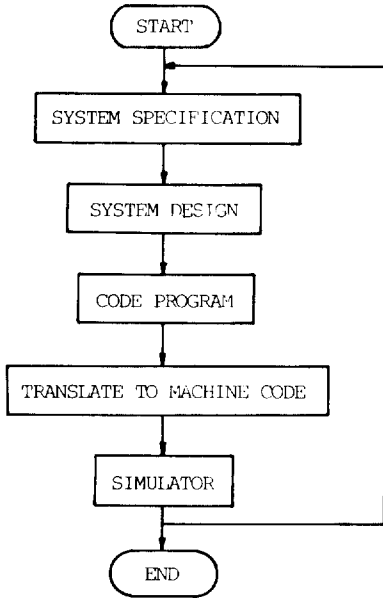 START
SYSTEM SPECIFICATION
SYSTEM DESIGN
CODE PROGRAM
TRANSLATE TO MACHINE CODE
SIMULATOR
END